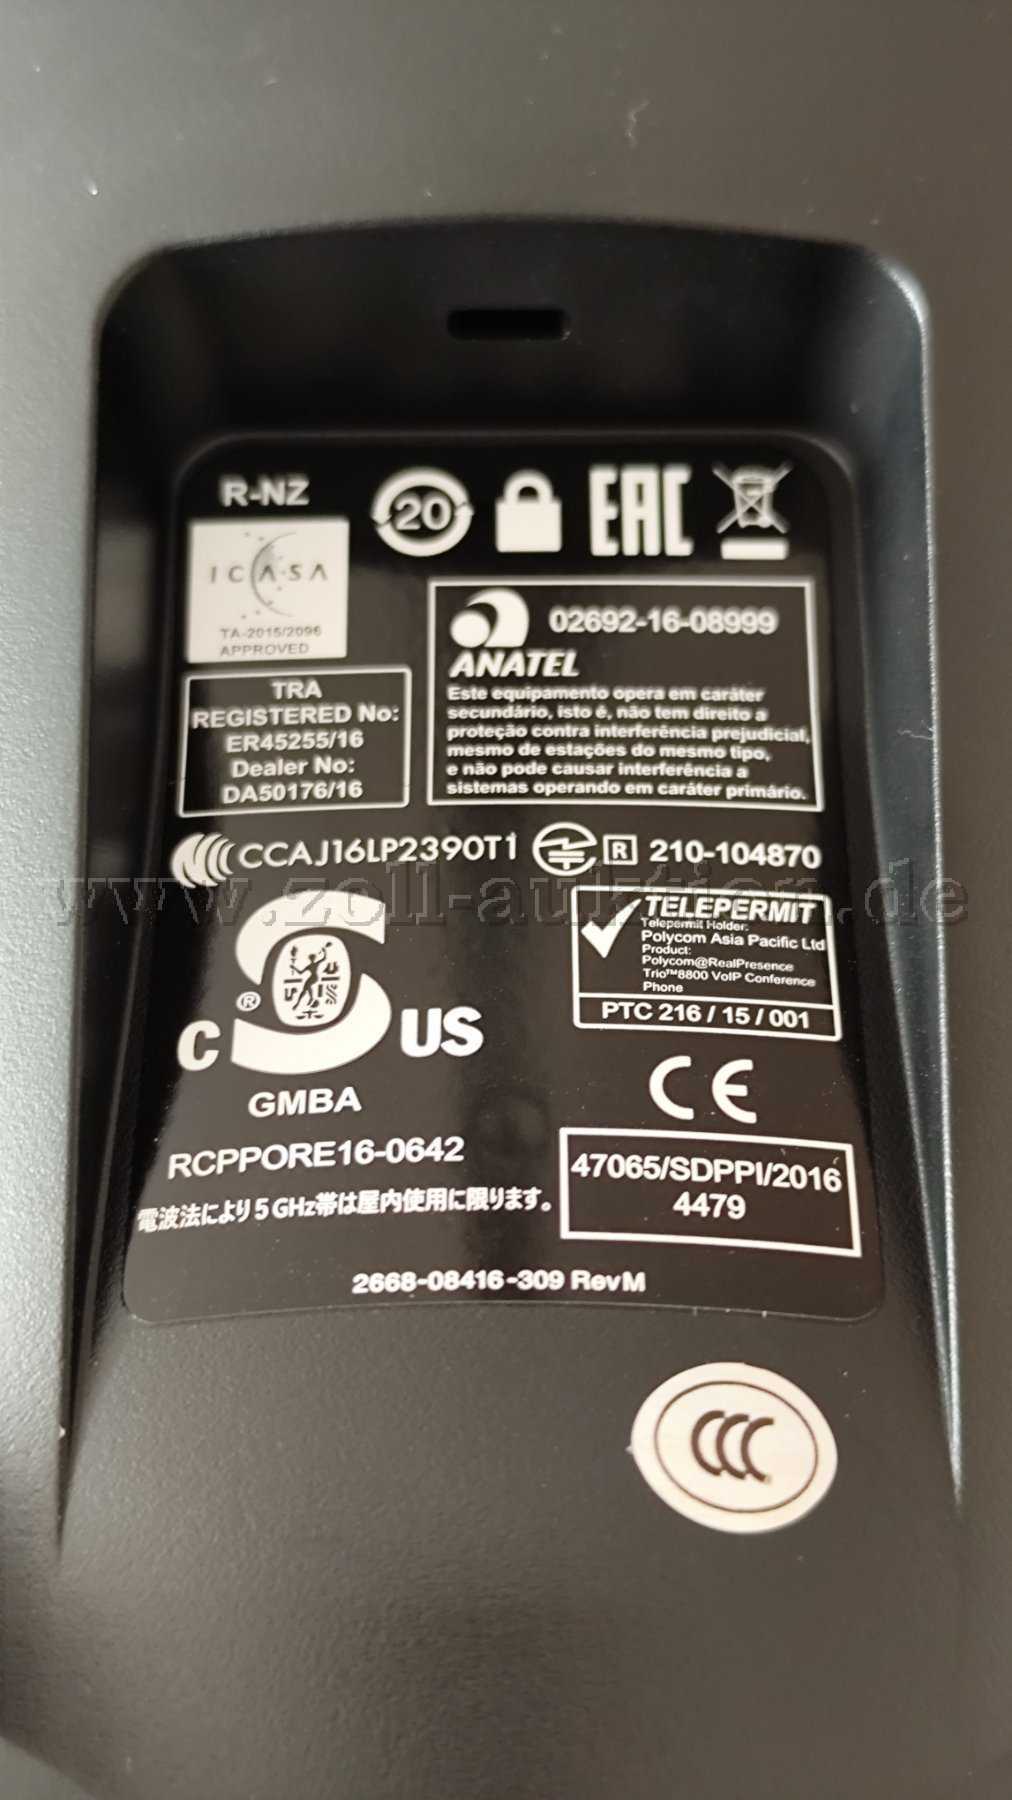 R-NZ
20
EAC
ICASA
TA-2015/2096
APPROVED
ANATEL
02692-16-08999
Este equipamento opera em caráter
secundário, isto é, não tem direito a
proteção contra interferência prejudicial,
mesmo de estações do mesmo tipo,
e não pode causar interferência a
sistemas operando em caráter primário.
TRA
REGISTERED No:
ER45255/16
Dealer No:
DA50176/16
CCAJ16LP2390T1
R 210-104870
www.zoll-auktion.de
TELEPERMIT
Telepermit Holder:
Polycom Asia Pacific Ltd
Product:
Polycom@RealPresence
Trio™8800 VoIP Conference
Phone
PTC 216 / 15 / 001
C ® US
GMBA
CE
RCPPORE16-0642
47065/SDPPI/2016
4479
電波法により5 GHz帯は屋内使用に限ります。
2668-08416-309 RevM
CCC